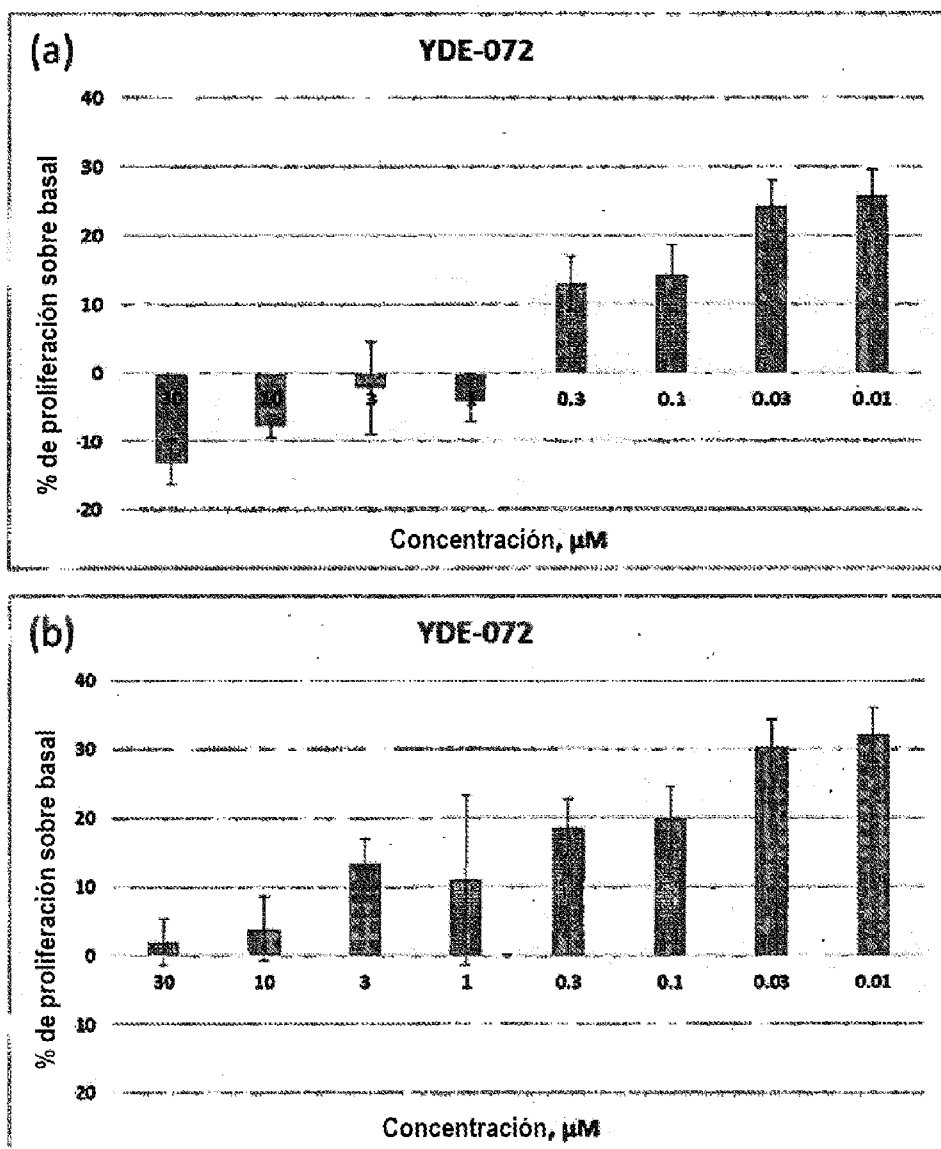 (a)
YDE-072
% de proliferación sobre basal
40
30
20
10
0
-10
-20
30 10 3 1 0.3 0.1 0.03 0.01
Concentración, µM
(b)
YDE-072
% de proliferación sobre basal
40
30
20
10
0
-10
-20
30 10 3 1 0.3 0.1 0.03 0.01
Concentración, µM